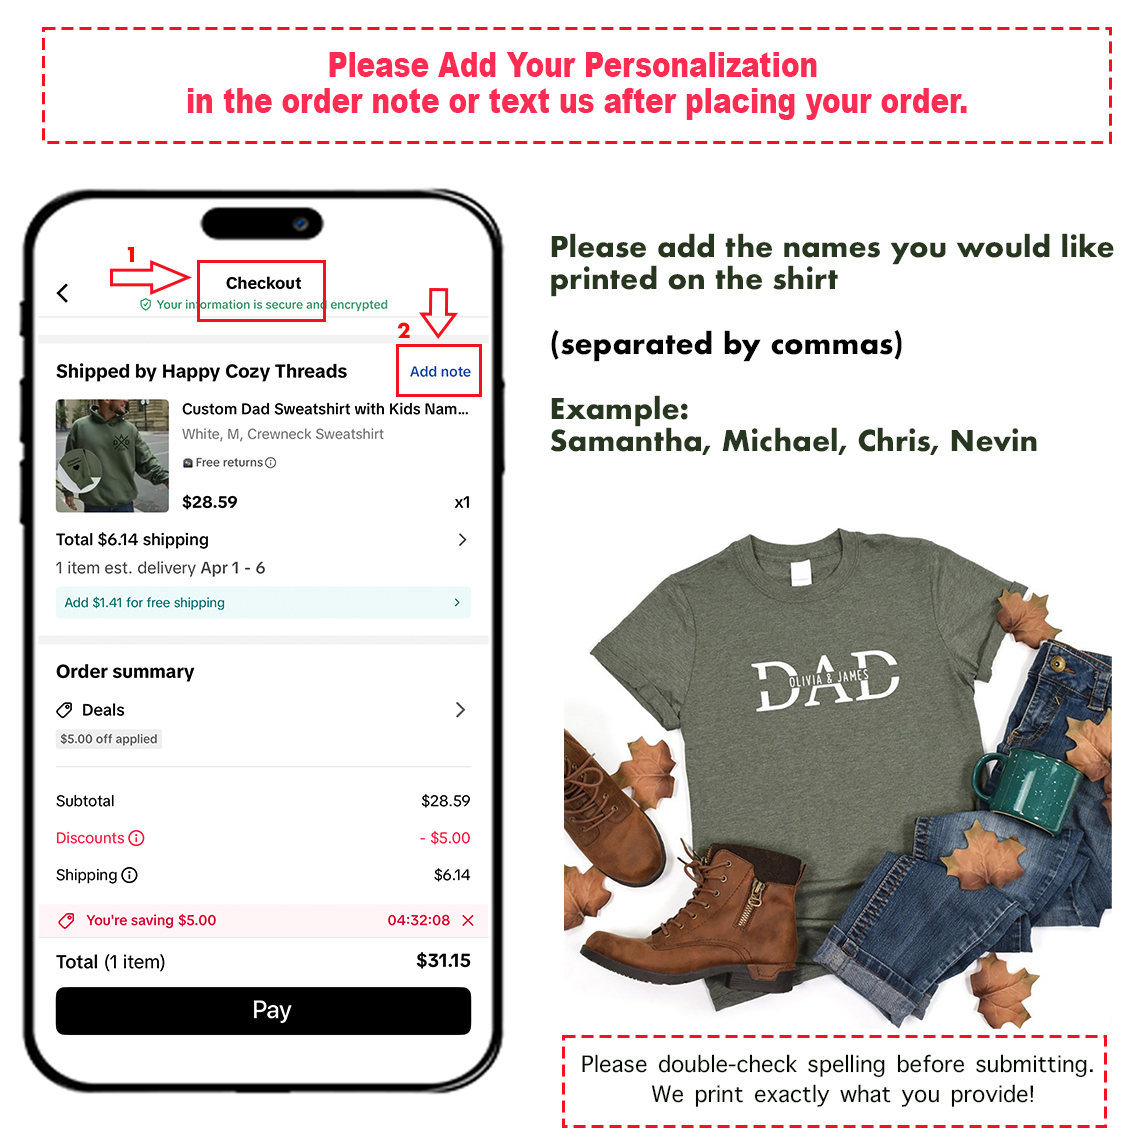 Please Add Your Personalization
in the order note or text us after placing your order.
1
Checkout
Your information is secure and encrypted
2
Shipped by Happy Cozy Threads
Add note
Custom Dad Sweatshirt with Kids Nam...
White, M, Crewneck Sweatshirt
Free returns
$28.59
x1
Total $6.14 shipping
1 item est. delivery Apr 1 - 6
Add $1.41 for free shipping
Order summary
Deals
$5.00 off applied
Subtotal
$28.59
Discounts
- $5.00
Shipping
$6.14
You're saving $5.00
04:32:08
Total (1 item)
$31.15
Pay
Please add the names you would like
printed on the shirt
(separated by commas)
Example:
Samantha, Michael, Chris, Nevin
DAD
OLIVIA & JAMES
Please double-check spelling before submitting.
We print exactly what you provide!